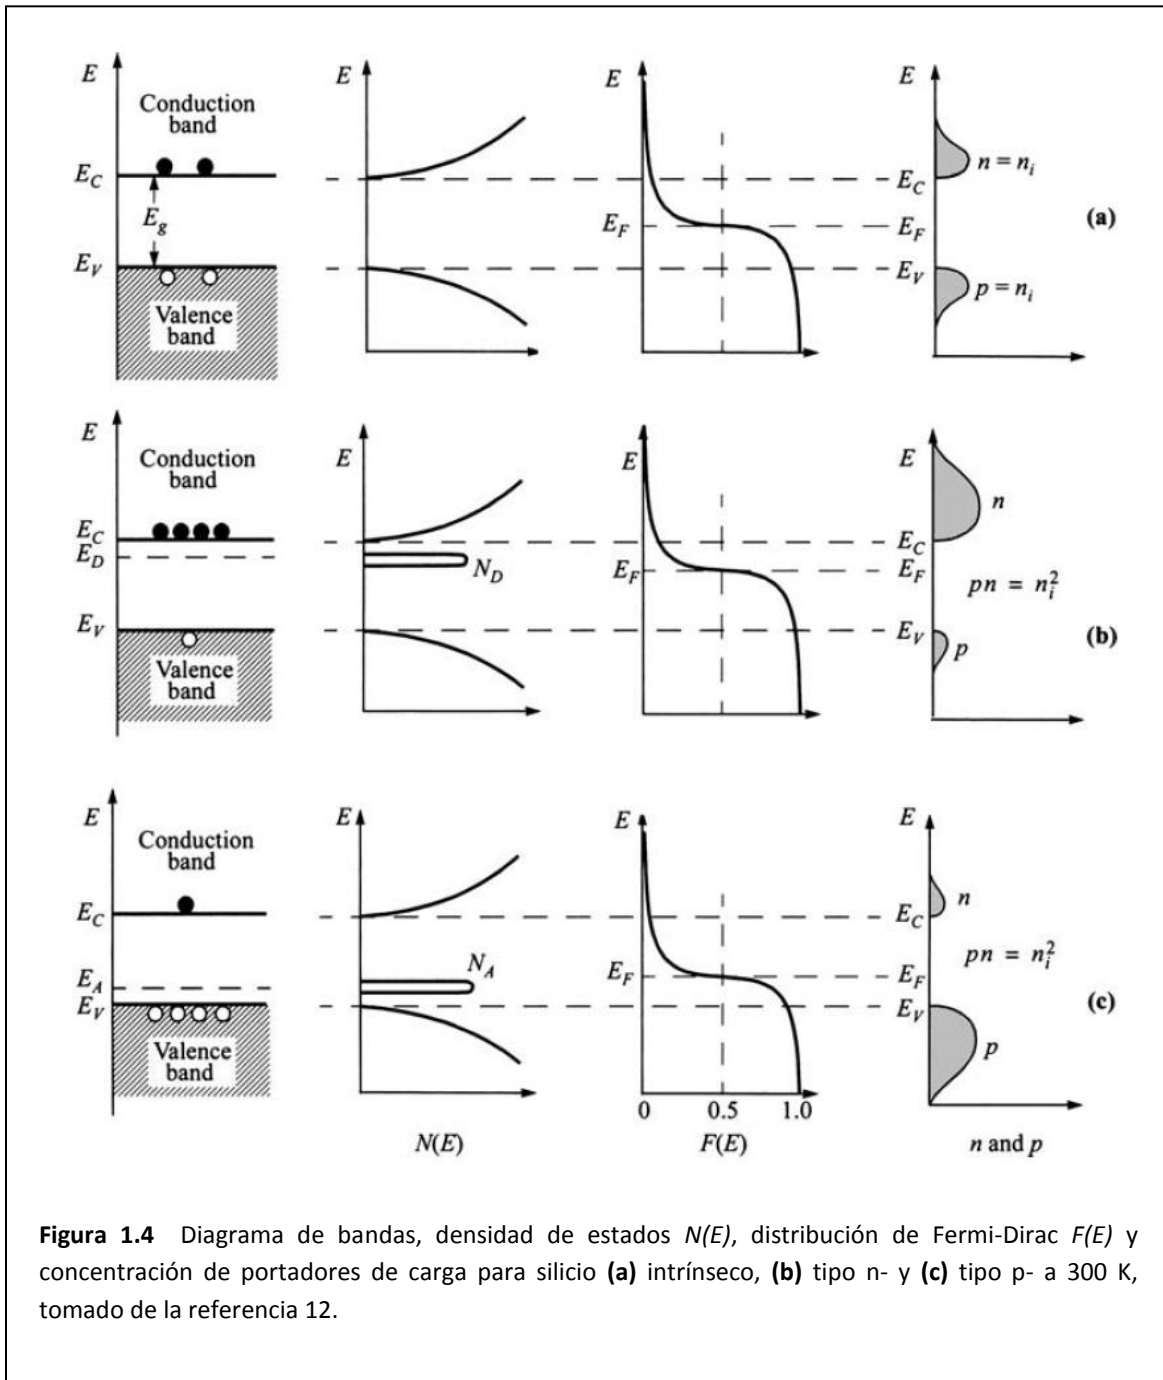 E
Conduction
band
E_C
E_g
E_V
Valence
band
E
E
E_F
E
n = n_i
E_C
E_F
E_V
p = n_i
(a)
E
Conduction
band
E_C
E_D
E_V
Valence
band
E
N_D
E
E_F
E
n
E_C
E_F
pn = n_i^2
E_V
p
(b)
E
Conduction
band
E_C
E_A
E_V
Valence
band
E
N_A
N(E)
E
E_F
0 0.5 1.0
F(E)
E
n
E_C
pn = n_i^2
E_F
E_V
p
n and p
(c)
Figura 1.4 Diagrama de bandas, densidad de estados N(E), distribución de Fermi-Dirac F(E) y
concentración de portadores de carga para silicio (a) intrínseco, (b) tipo n- y (c) tipo p- a 300 K,
tomado de la referencia 12.